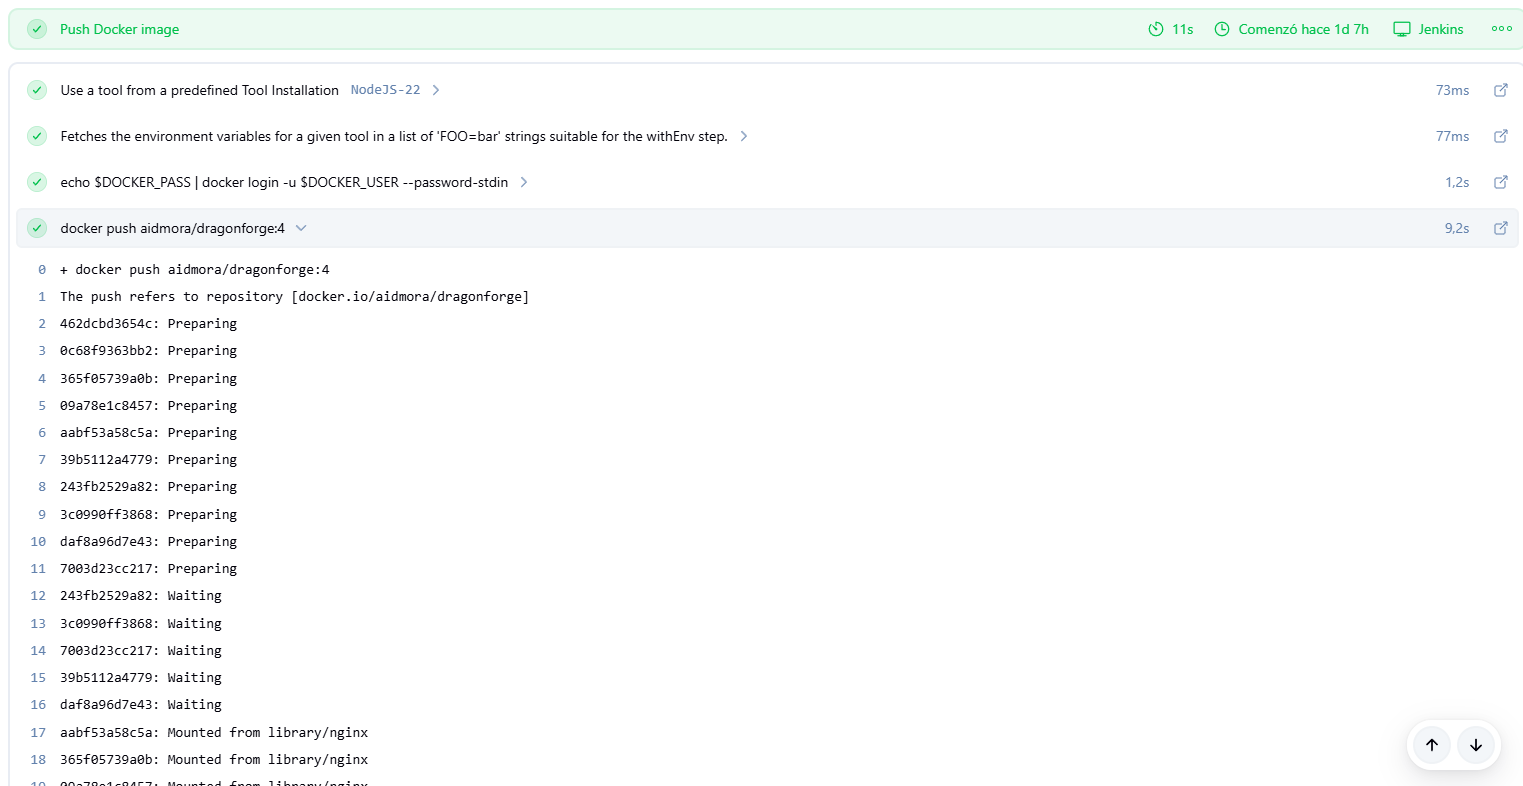 Push Docker image 11s Comenzó hace 1d 7h Jenkins
Use a tool from a predefined Tool Installation NodeJS-22 73ms
Fetches the environment variables for a given tool in a list of 'FOO=bar' strings suitable for the withEnv step. 77ms
echo $DOCKER_PASS | docker login -u $DOCKER_USER --password-stdin 1,2s
docker push aidmora/dragonforge:4 9,2s
0 + docker push aidmora/dragonforge:4
1 The push refers to repository [docker.io/aidmora/dragonforge]
2 462dcbd3654c: Preparing
3 0c68f9363bb2: Preparing
4 365f05739a0b: Preparing
5 09a78e1c8457: Preparing
6 aabf53a58c5a: Preparing
7 39b5112a4779: Preparing
8 243fb2529a82: Preparing
9 3c0990ff3868: Preparing
10 daf8a96d7e43: Preparing
11 7003d23cc217: Preparing
12 243fb2529a82: Waiting
13 3c0990ff3868: Waiting
14 7003d23cc217: Waiting
15 39b5112a4779: Waiting
16 daf8a96d7e43: Waiting
17 aabf53a58c5a: Mounted from library/nginx
18 365f05739a0b: Mounted from library/nginx
19 09a78e1c8457: Mounted from library/nginx